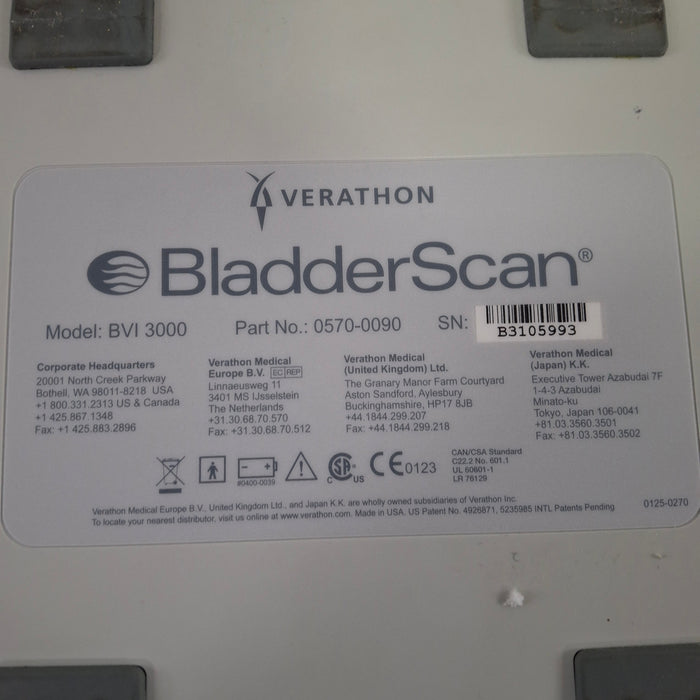 VERATHON
BladderScan®
Model: BVI 3000 Part No.: 0570-0090 SN: B3105993
Corporate Headquarters
20001 North Creek Parkway
Bothell, WA 98011-8218 USA
+1 800.331.2313 US & Canada
+1 425.867.1348
Fax: +1 425.883.2896
Verathon Medical
Europe B.V. EC REP
Linnaeusweg 11
3401 MS IJsselstein
The Netherlands
+31.30.68.70.570
Fax: +31.30.68.70.512
Verathon Medical
(United Kingdom) Ltd.
The Granary Manor Farm Courtyard
Aston Sandford, Aylesbury
Buckinghamshire, HP17 8JB
+44.1844.299.207
Fax: +44.1844.299.218
Verathon Medical
(Japan) K.K.
Executive Tower Azabudai 7F
1-4-3 Azabudai
Minato-ku
Tokyo, Japan 106-0041
+81.03.3560.3501
Fax: +81.03.3560.3502
#0400-0039
C SA US
CE 0123
CAN/CSA Standard
C22.2 No. 601.1
UL 60601-1
LR 76129
Verathon Medical Europe B.V., United Kingdom Ltd., and Japan K.K. are wholly owned subsidiaries of Verathon Inc.
To locate your nearest distributor, visit us online at www.verathon.com. Made in USA. US Patent No. 4926871, 5235985 INTL Patents Pending
0125-0270